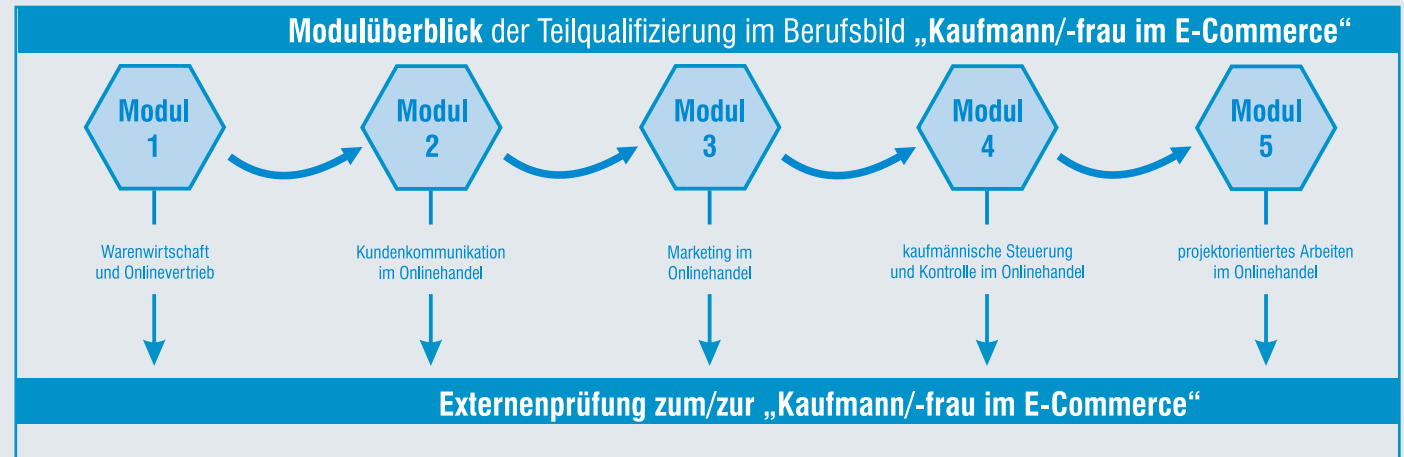 Modulüberblick der Teilqualifizierung im Berufsbild „Kaufmann/-frau im E-Commerce“
Modul
1
Modul
2
Modul
3
Modul
4
Modul
5
Warenwirtschaft
und Onlinevertrieb
Kundenkommunikation
im Onlinehandel
Marketing im
Onlinehandel
kaufmännische Steuerung
und Kontrolle im Onlinehandel
projektorientiertes Arbeiten
im Onlinehandel
Externenprüfung zum/zur „Kaufmann/-frau im E-Commerce“